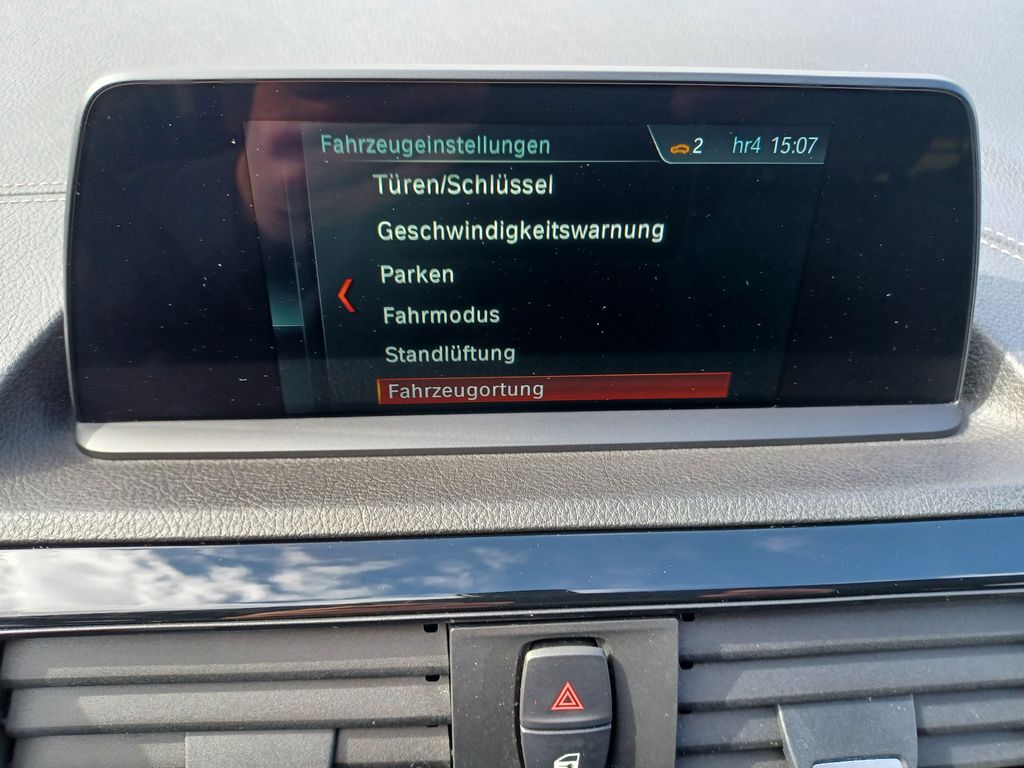 Fahrzeugeinstellungen 2 hr4 15:07
Türen/Schlüssel
Geschwindigkeitswarnung
Parken
Fahrmodus
Standlüftung
Fahrzeugortung